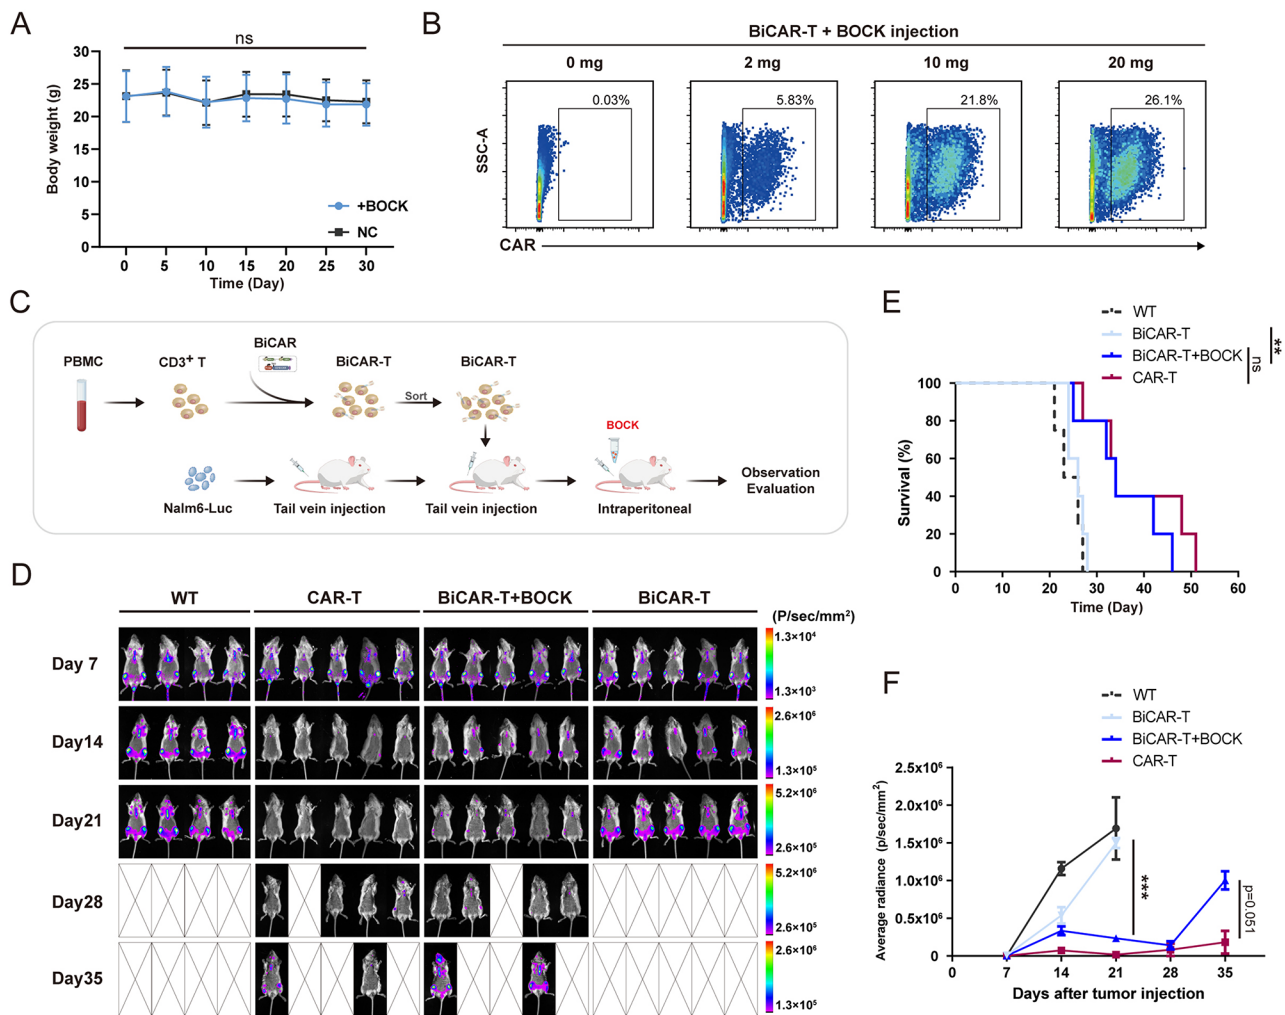 A
ns
30
25
20
15
10
5
0
Body weight (g)
+BOCK
NC
0 5 10 15 20 25 30
Time (Day)
B
BiCAR-T + BOCK injection
0 mg 2 mg 10 mg 20 mg
0.03% 5.83% 21.8% 26.1%
SSC-A
CAR
C
PBMC
CD3+ T
BiCAR
BiCAR-T
Sort
BiCAR-T
BOCK
Nalm6-Luc
Tail vein injection
Tail vein injection
Intraperitoneal
Observation
Evaluation
D
WT CAR-T BiCAR-T+BOCK BiCAR-T
(P/sec/mm²)
Day 7
1.3×10⁴
1.3×10³
Day14
2.6×10⁶
1.3×10⁵
Day21
5.2×10⁶
2.6×10⁵
Day28
5.2×10⁶
2.6×10⁵
Day35
2.6×10⁶
1.3×10⁵
E
WT
BiCAR-T
BiCAR-T+BOCK
CAR-T
**
ns
100
80
60
40
20
0
Survival (%)
0 10 20 30 40 50 60
Time (Day)
F
WT
BiCAR-T
BiCAR-T+BOCK
CAR-T
2.5×10⁶
2.0×10⁶
1.5×10⁶
1.0×10⁶
0.5×10⁶
0
Average radiance (p/sec/mm²)
***
p=0.051
0 7 14 21 28 35
Days after tumor injection